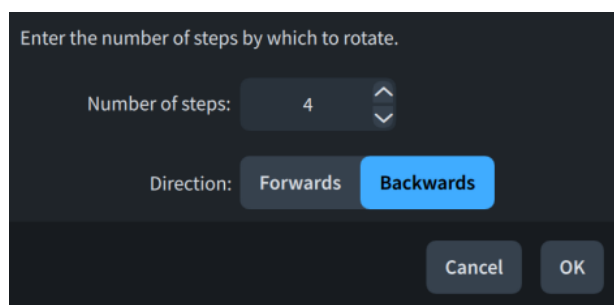 Enter the number of steps by which to rotate.
Number of steps: 4
Direction: Forwards Backwards
Cancel OK